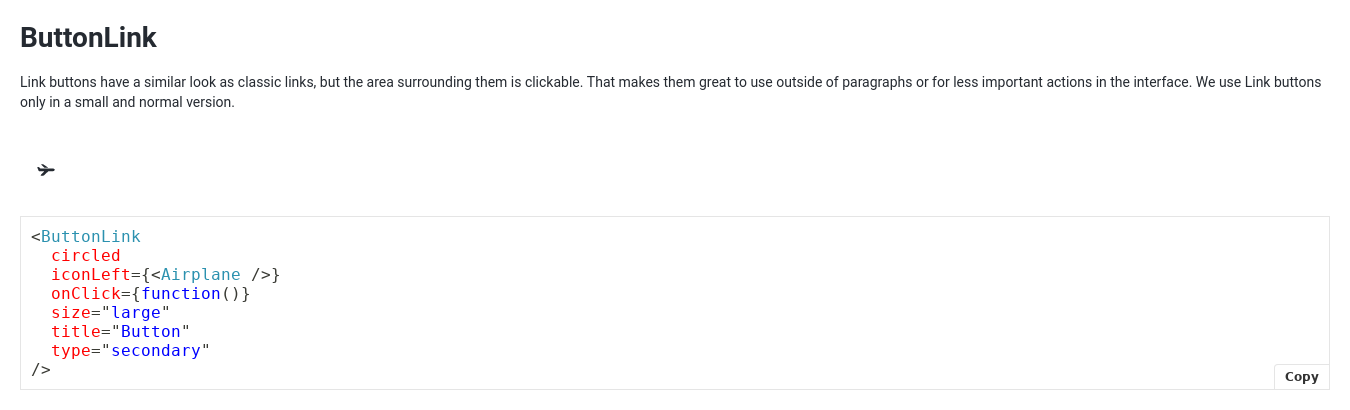 ButtonLink
Link buttons have a similar look as classic links, but the area surrounding them is clickable. That makes them great to use outside of paragraphs or for less important actions in the interface. We use Link buttons
only in a small and normal version.
<ButtonLink
  circled
  iconLeft={<Airplane />}
  onClick={function()}
  size="large"
  title="Button"
  type="secondary"
/>
Copy